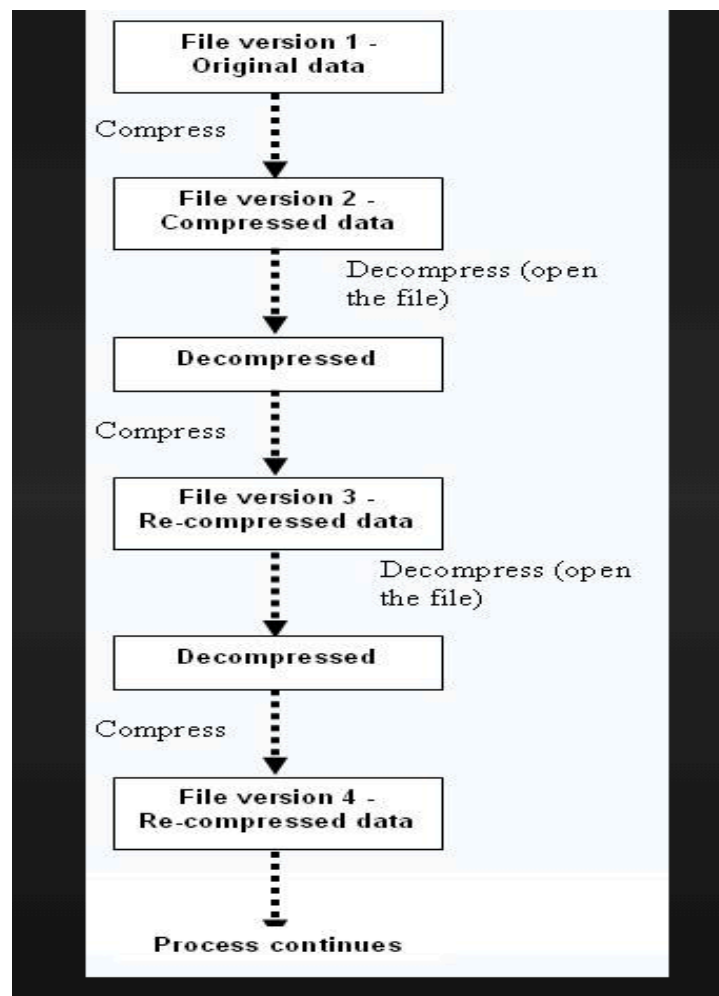 File version 1 -
Original data
Compress
File version 2 -
Compressed data
Decompress (open
the file)
Decompressed
Compress
File version 3 -
Re-compressed data
Decompress (open
the file)
Decompressed
Compress
File version 4 -
Re-compressed data
Process continues